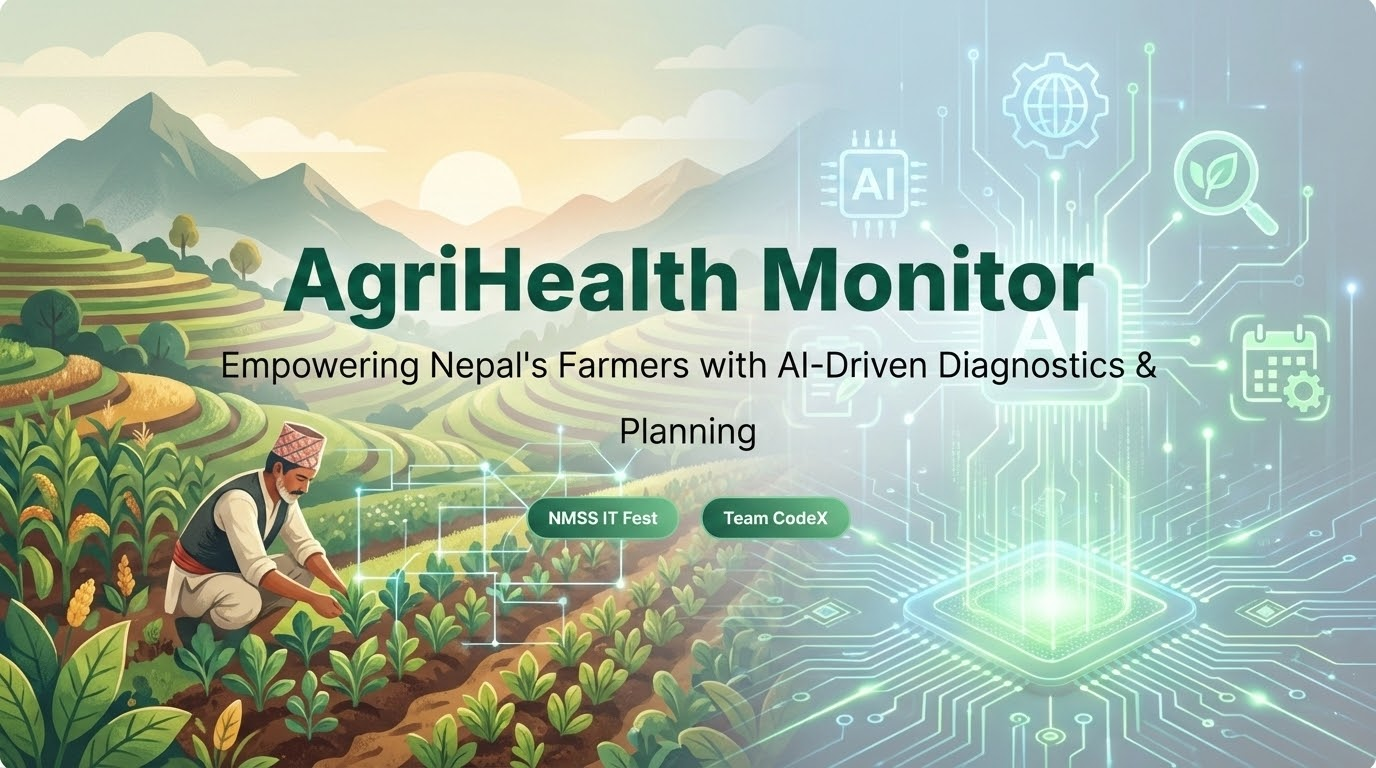 AI
AgriHealth Monitor
AI
Empowering Nepal's Farmers with AI-Driven Diagnostics &
Planning
NMSS IT Fest
Team CodeX